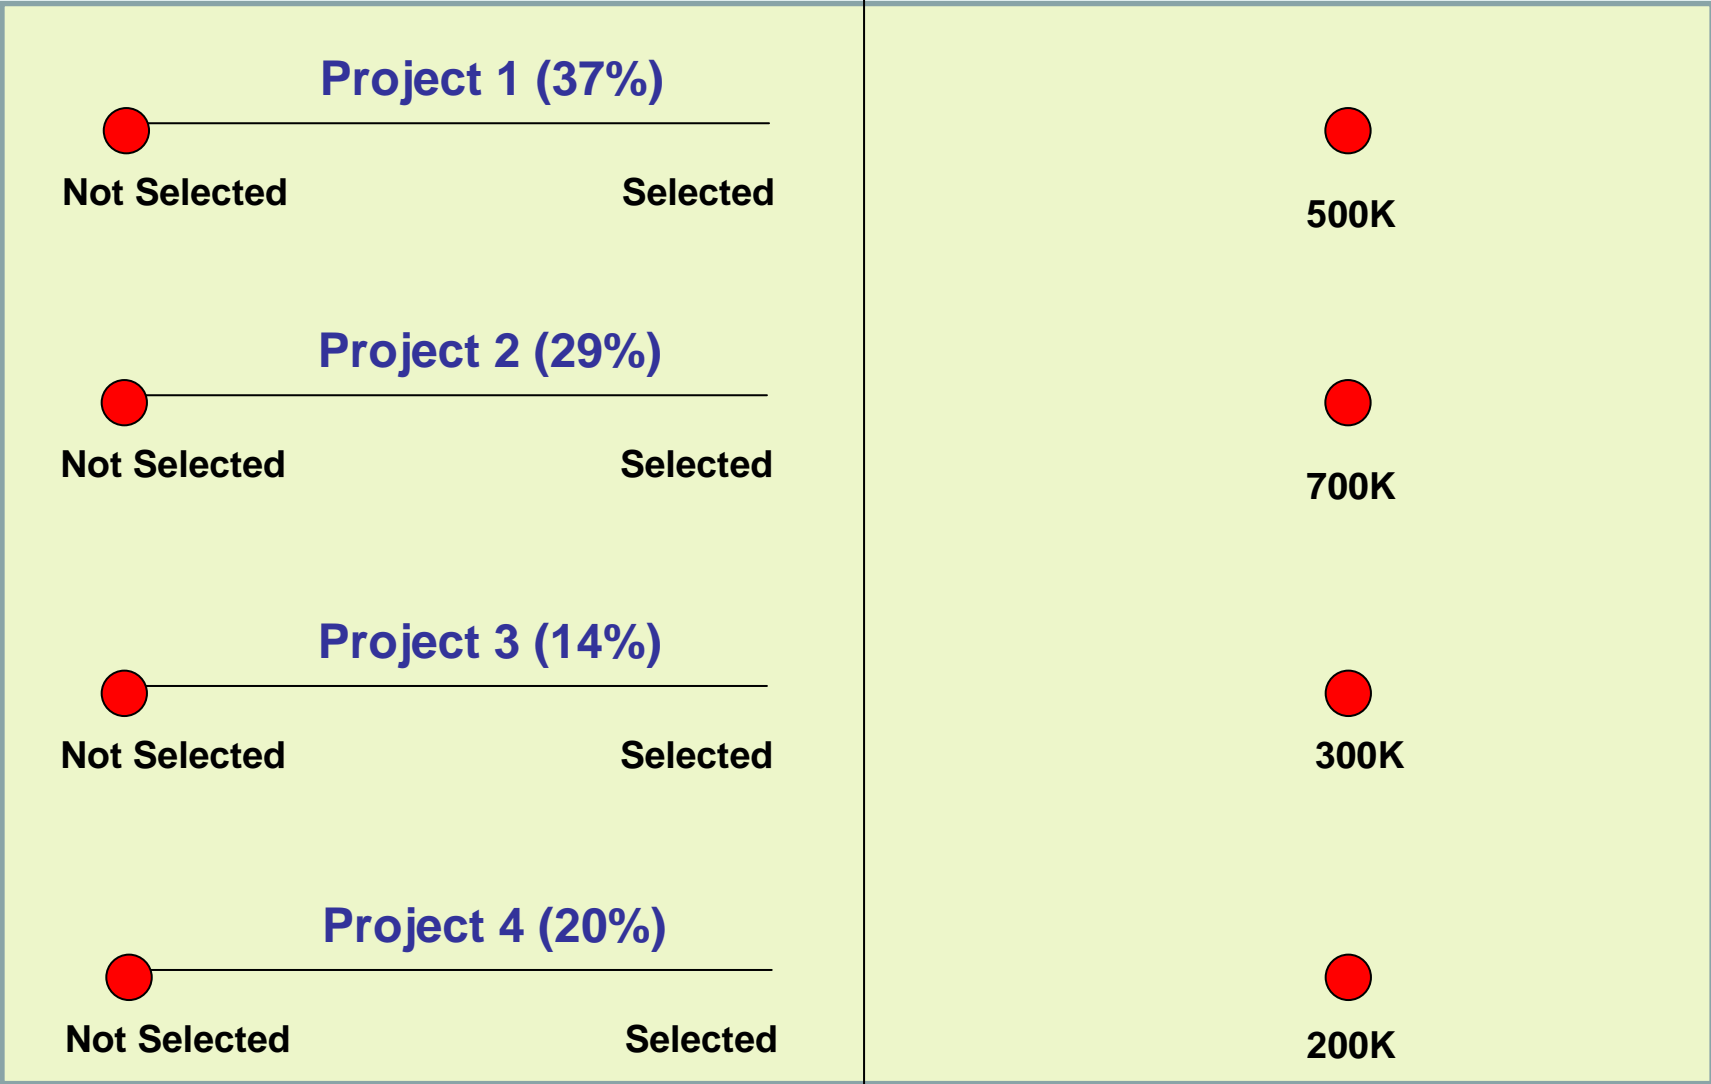 Project 1 (37%)
Not Selected Selected
500K
Project 2 (29%)
Not Selected Selected
700K
Project 3 (14%)
Not Selected Selected
300K
Project 4 (20%)
Not Selected Selected
200K